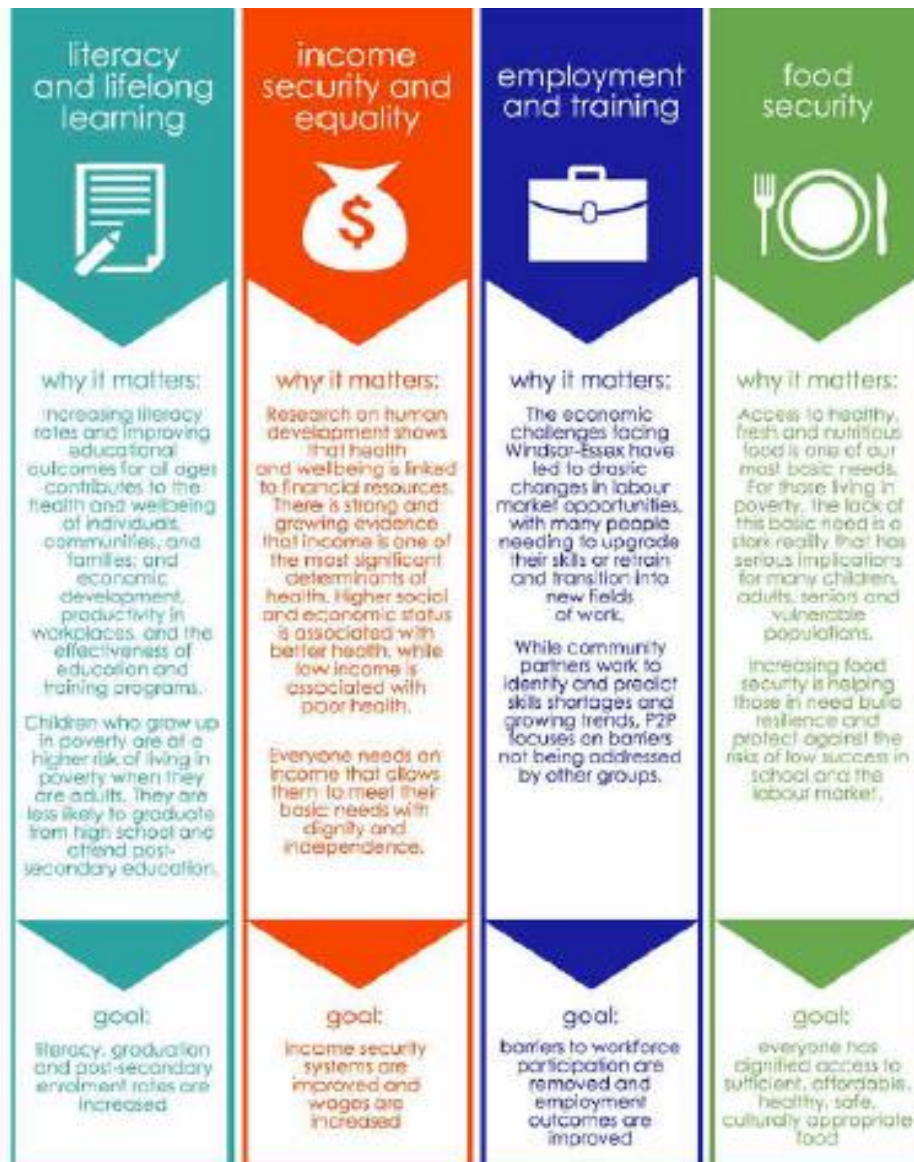 literacy
and lifelong
learning
why it matters:
Increasing literacy
rates and improving
educational
outcomes for all ages
contributes to the
health and wellbeing
of individuals,
communities, and
families; and
economic
development,
productivity in
workplaces, and the
effectiveness of
education and
training programs.
Children who grow up
in poverty are at a
higher risk of living in
poverty when they
are adults. They are
less likely to graduate
from high school and
attend post-
secondary education.
goal:
literacy, graduation
and post-secondary
enrolment rates are
increased
income
security and
equality
$
why it matters:
Research on human
development shows
that health
and wellbeing is linked
to financial resources.
There is strong and
growing evidence
that income is one of
the most significant
determinants of
health. Higher social
and economic status
is associated with
better health, while
low income is
associated with
poor health.
Everyone needs an
income that allows
them to meet their
basic needs with
dignity and
independence.
goal:
income security
systems are
improved and
wages are
increased
employment
and training
why it matters:
The economic
challenges facing
Windsor-Essex have
led to drastic
changes in labour
market opportunities,
with many people
needing to upgrade
their skills or retrain
and transition into
new fields
of work.
While community
partners work to
identify and predict
skills shortages and
growing trends, P2P
focuses on barriers
not being addressed
by other groups.
goal:
barriers to workforce
participation are
removed and
employment
outcomes are
improved
food
security
why it matters:
Access to healthy,
fresh and nutritious
food is one of our
most basic needs.
For those living in
poverty, the lack of
this basic need is a
stark reality that has
serious implications
for many children,
adults, seniors and
vulnerable
populations.
Increasing food
security is helping
those in need build
resilience and
protect against the
risks of low success in
school and the
labour market.
goal:
everyone has
dignified access to
sufficient, affordable,
healthy, safe,
culturally appropriate
food